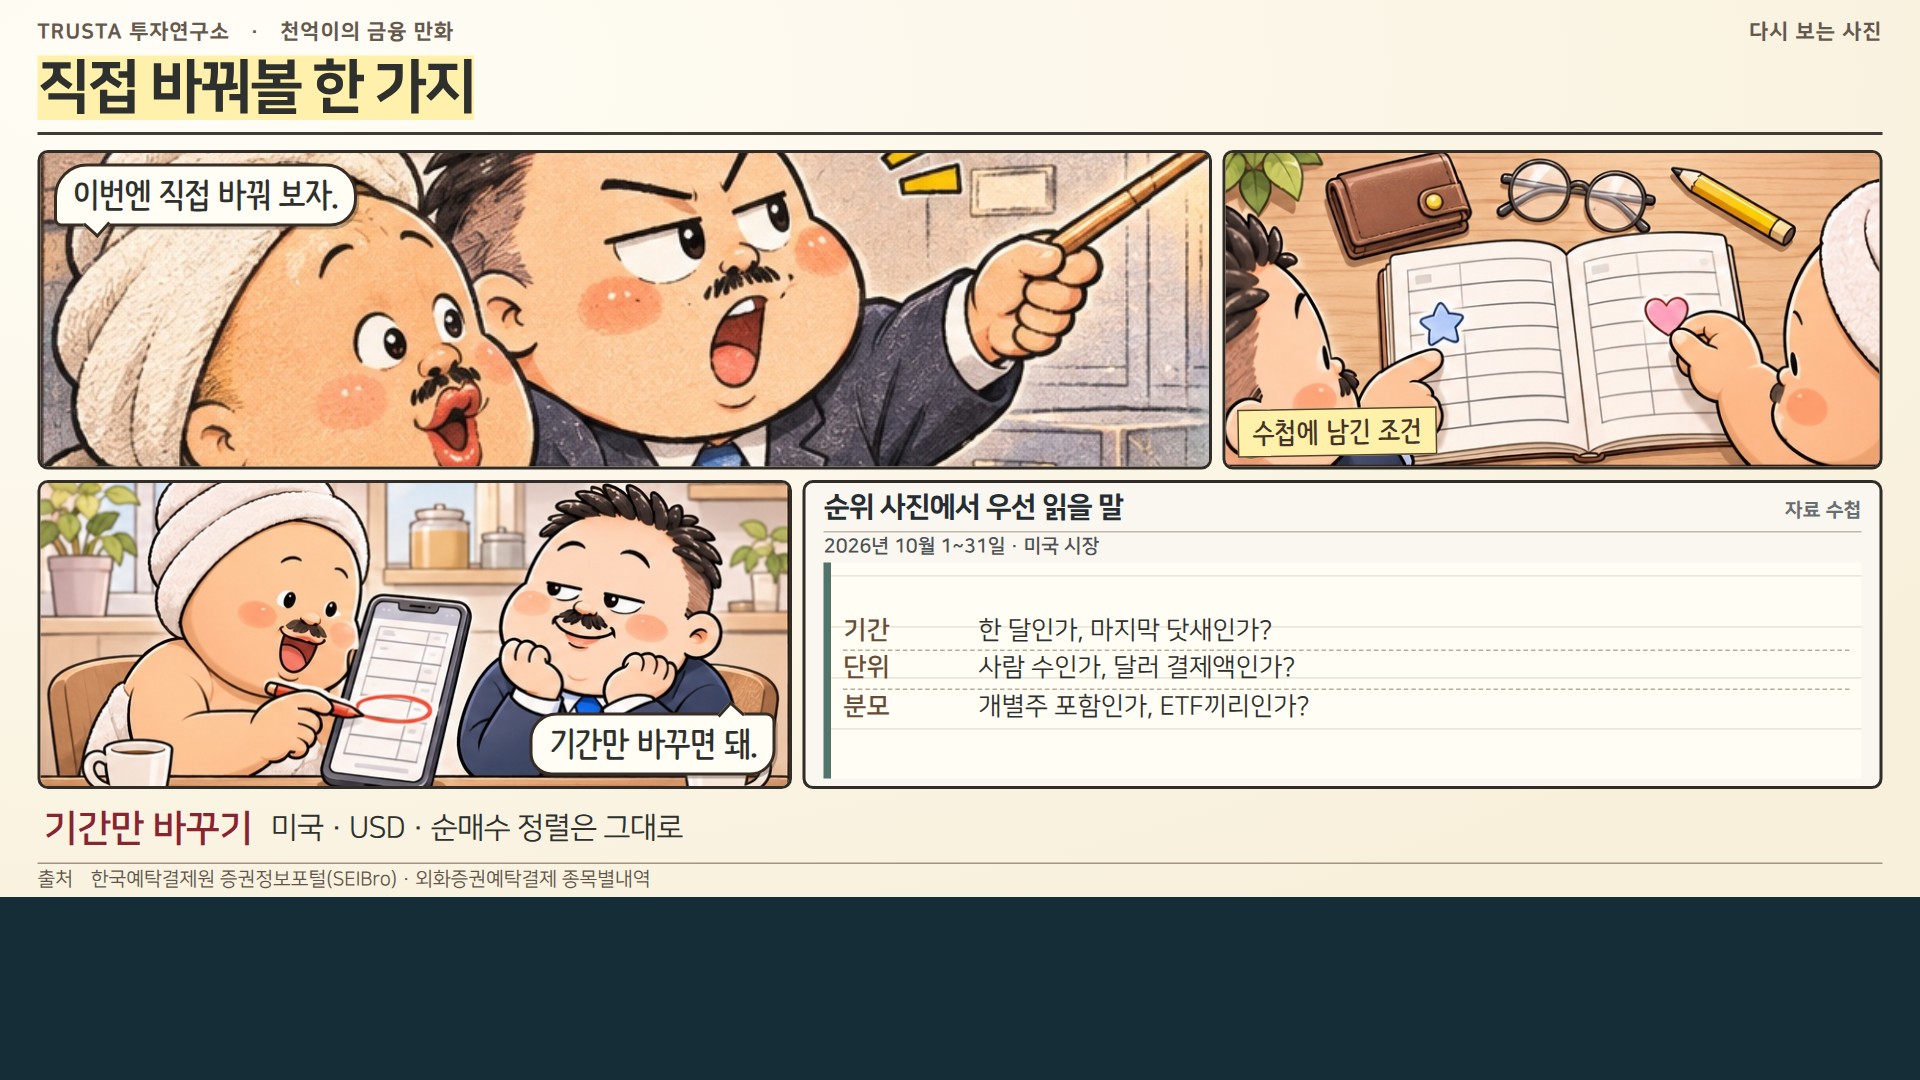 TRUSTA 투자연구소 · 천억이의 금융 만화
다시 보는 사진
직접 바꿔볼 한 가지
이번엔 직접 바꿔 보자.
수첩에 남긴 조건
기간만 바꾸면 돼.
순위 사진에서 우선 읽을 말
자료 수첩
2026년 10월 1~31일 · 미국 시장
기간 한 달인가, 마지막 닷새인가?
단위 사람 수인가, 달러 결제액인가?
분모 개별주 포함인가, ETF끼리인가?
기간만 바꾸기 미국 · USD · 순매수 정렬은 그대로
출처 한국예탁결제원 증권정보포털(SEIBro) · 외화증권예탁결제 종목별내역